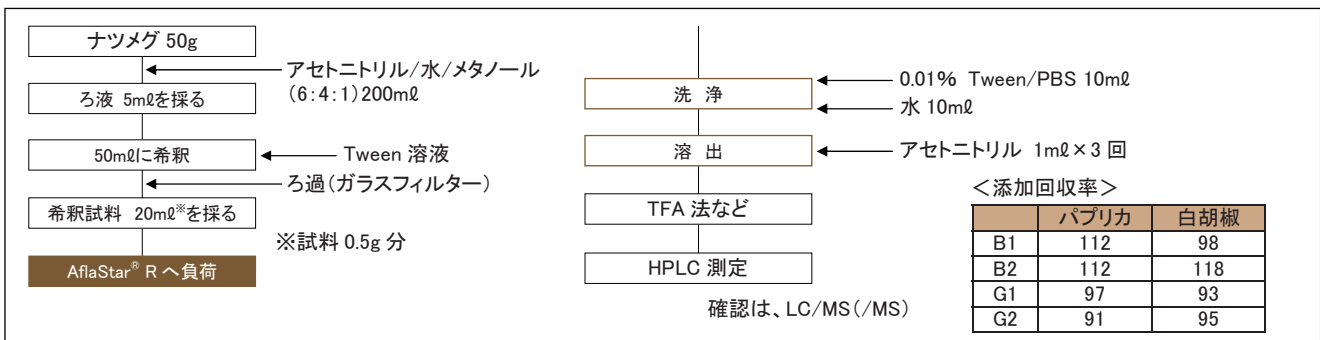 ナツメグ 50g
アセトニトリル/水/メタノール
(6:4:1)200mℓ
ろ液 5mℓを採る
50mℓに希釈
Tween 溶液
ろ過(ガラスフィルター)
希釈試料 20mℓ※を採る
※試料 0.5g 分
AflaStar® R へ負荷
0.01% Tween/PBS 10mℓ
洗 浄
水 10mℓ
溶 出
アセトニトリル 1mℓ×3 回
TFA 法など
HPLC 測定
確認は、LC/MS(/MS)
＜添加回収率＞
パプリカ 白胡椒
B1 112 98
B2 112 118
G1 97 93
G2 91 95